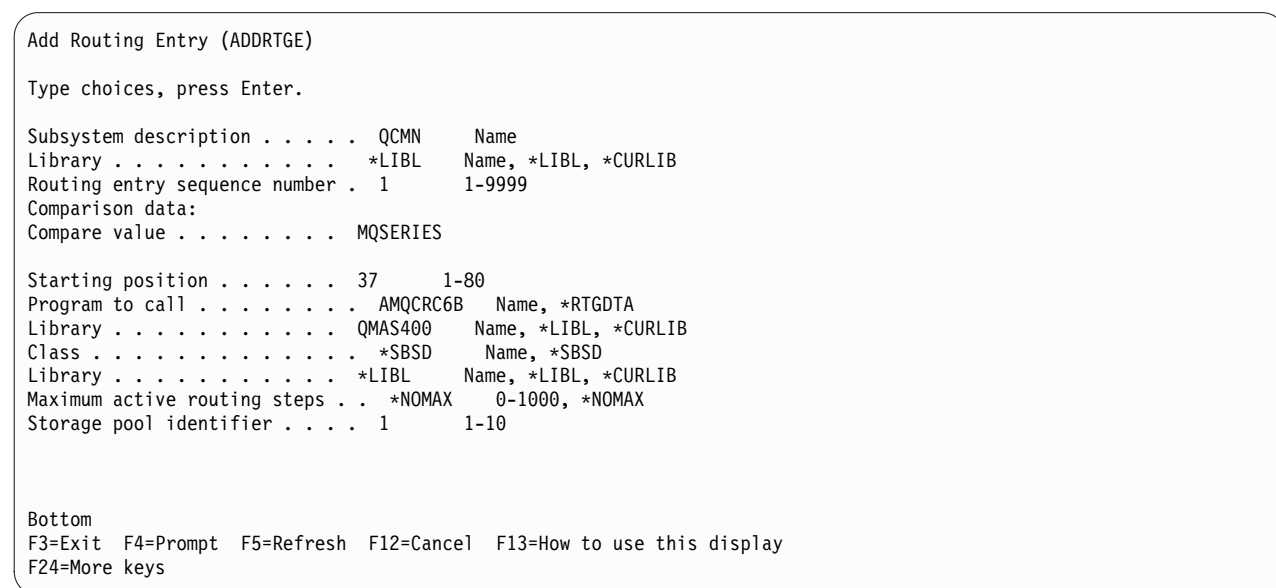 Add Routing Entry (ADDRTGE)
Type choices, press Enter.
Subsystem description . . . . . QCMN Name
Library . . . . . . . . . . . *LIBL Name, *LIBL, *CURLIB
Routing entry sequence number . 1 1-9999
Comparison data:
Compare value . . . . . . . . MQSERIES
Starting position . . . . . . 37 1-80
Program to call . . . . . . . . AMQCRC6B Name, *RTGDTA
Library . . . . . . . . . . . QMAS400 Name, *LIBL, *CURLIB
Class . . . . . . . . . . . . . *SBSD Name, *SBSD
Library . . . . . . . . . . . *LIBL Name, *LIBL, *CURLIB
Maximum active routing steps . . *NOMAX 0-1000, *NOMAX
Storage pool identifier . . . . 1 1-10
Bottom
F3=Exit F4=Prompt F5=Refresh F12=Cancel F13=How to use this display
F24=More keys